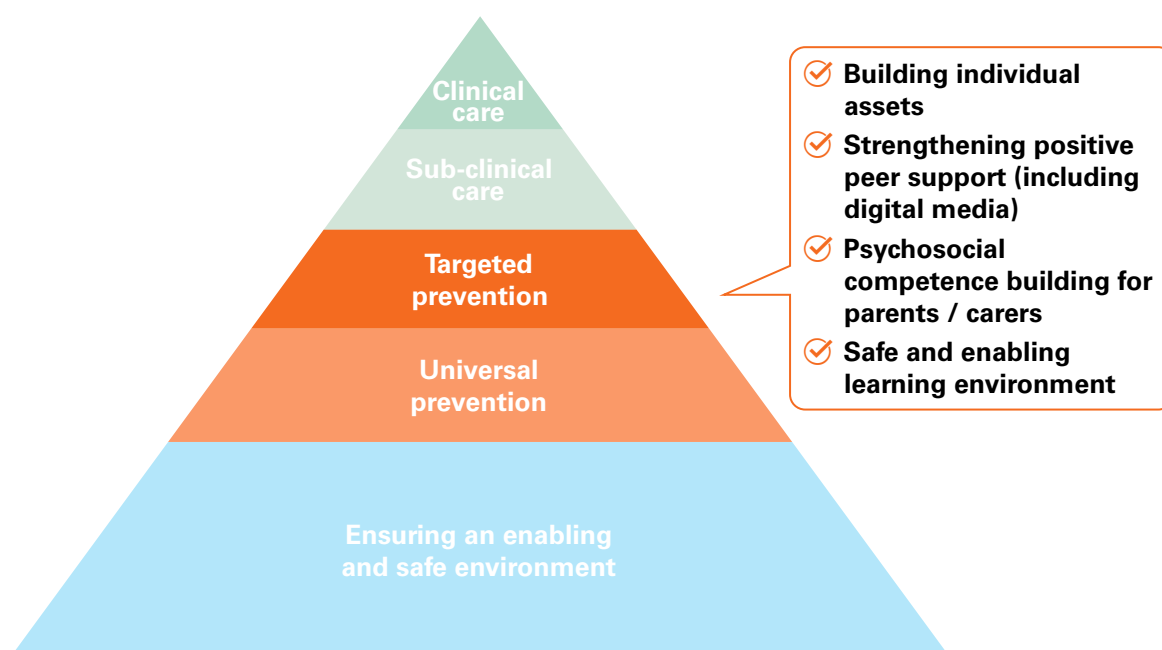 Clinical
care
Sub-clinical
care
Targeted
prevention
Universal
prevention
Ensuring an enabling
and safe environment
Building individual
assets
Strengthening positive
peer support (including
digital media)
Psychosocial
competence building for
parents / carers
Safe and enabling
learning environment